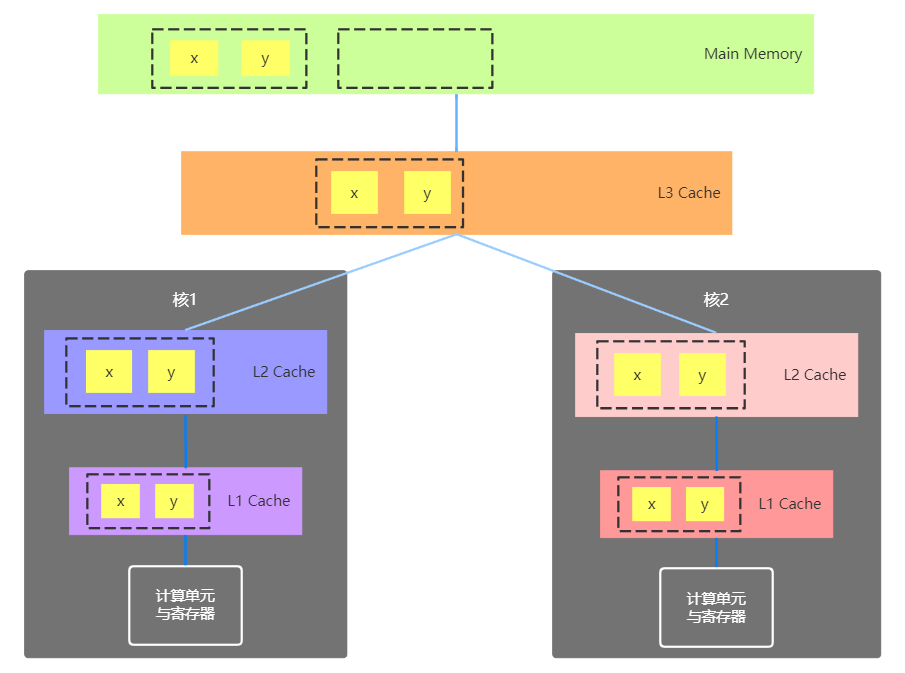 x y Main Memory
x y L3 Cache
核1
x y L2 Cache
x y L1 Cache
计算单元
与寄存器
核2
x y L2 Cache
x y L1 Cache
计算单元
与寄存器